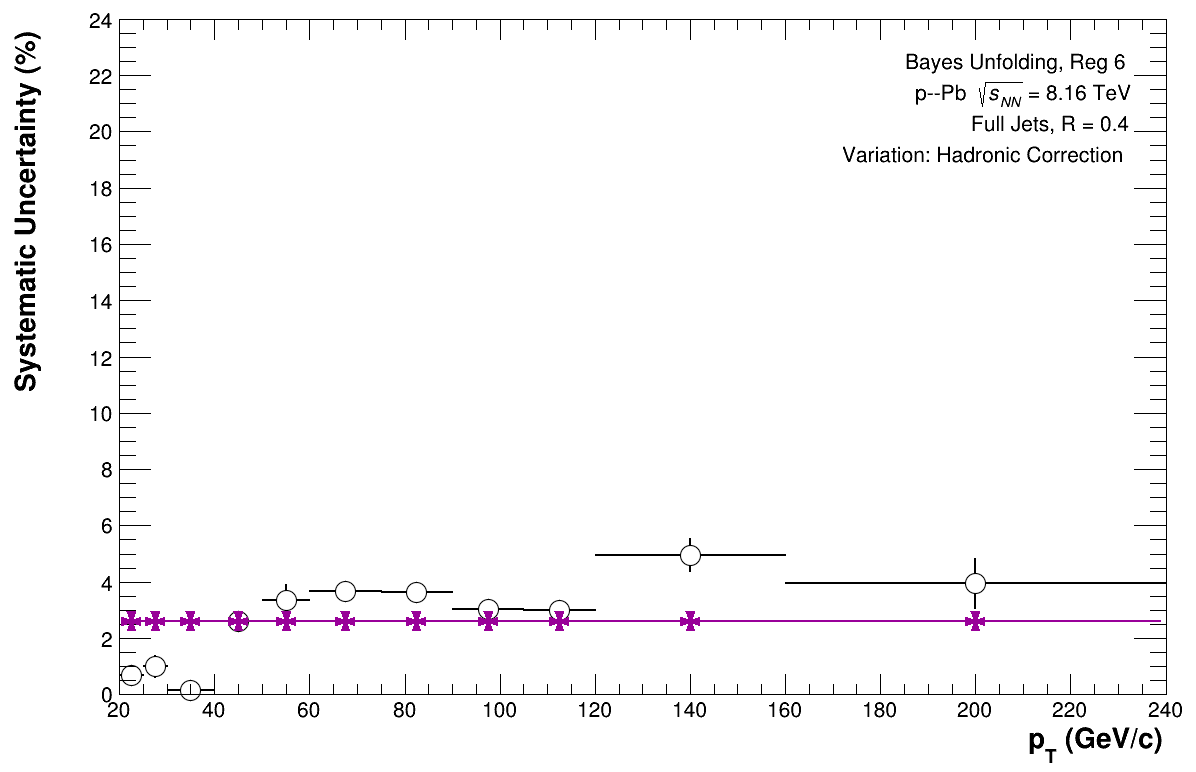 Systematic Uncertainty (%)
24
22
20
18
16
14
12
10
8
6
4
2
0
Bayes Unfolding, Reg 6
p--Pb √s_NN = 8.16 TeV
Full Jets, R = 0.4
Variation: Hadronic Correction
20 40 60 80 100 120 140 160 180 200 220 240
p_T (GeV/c)